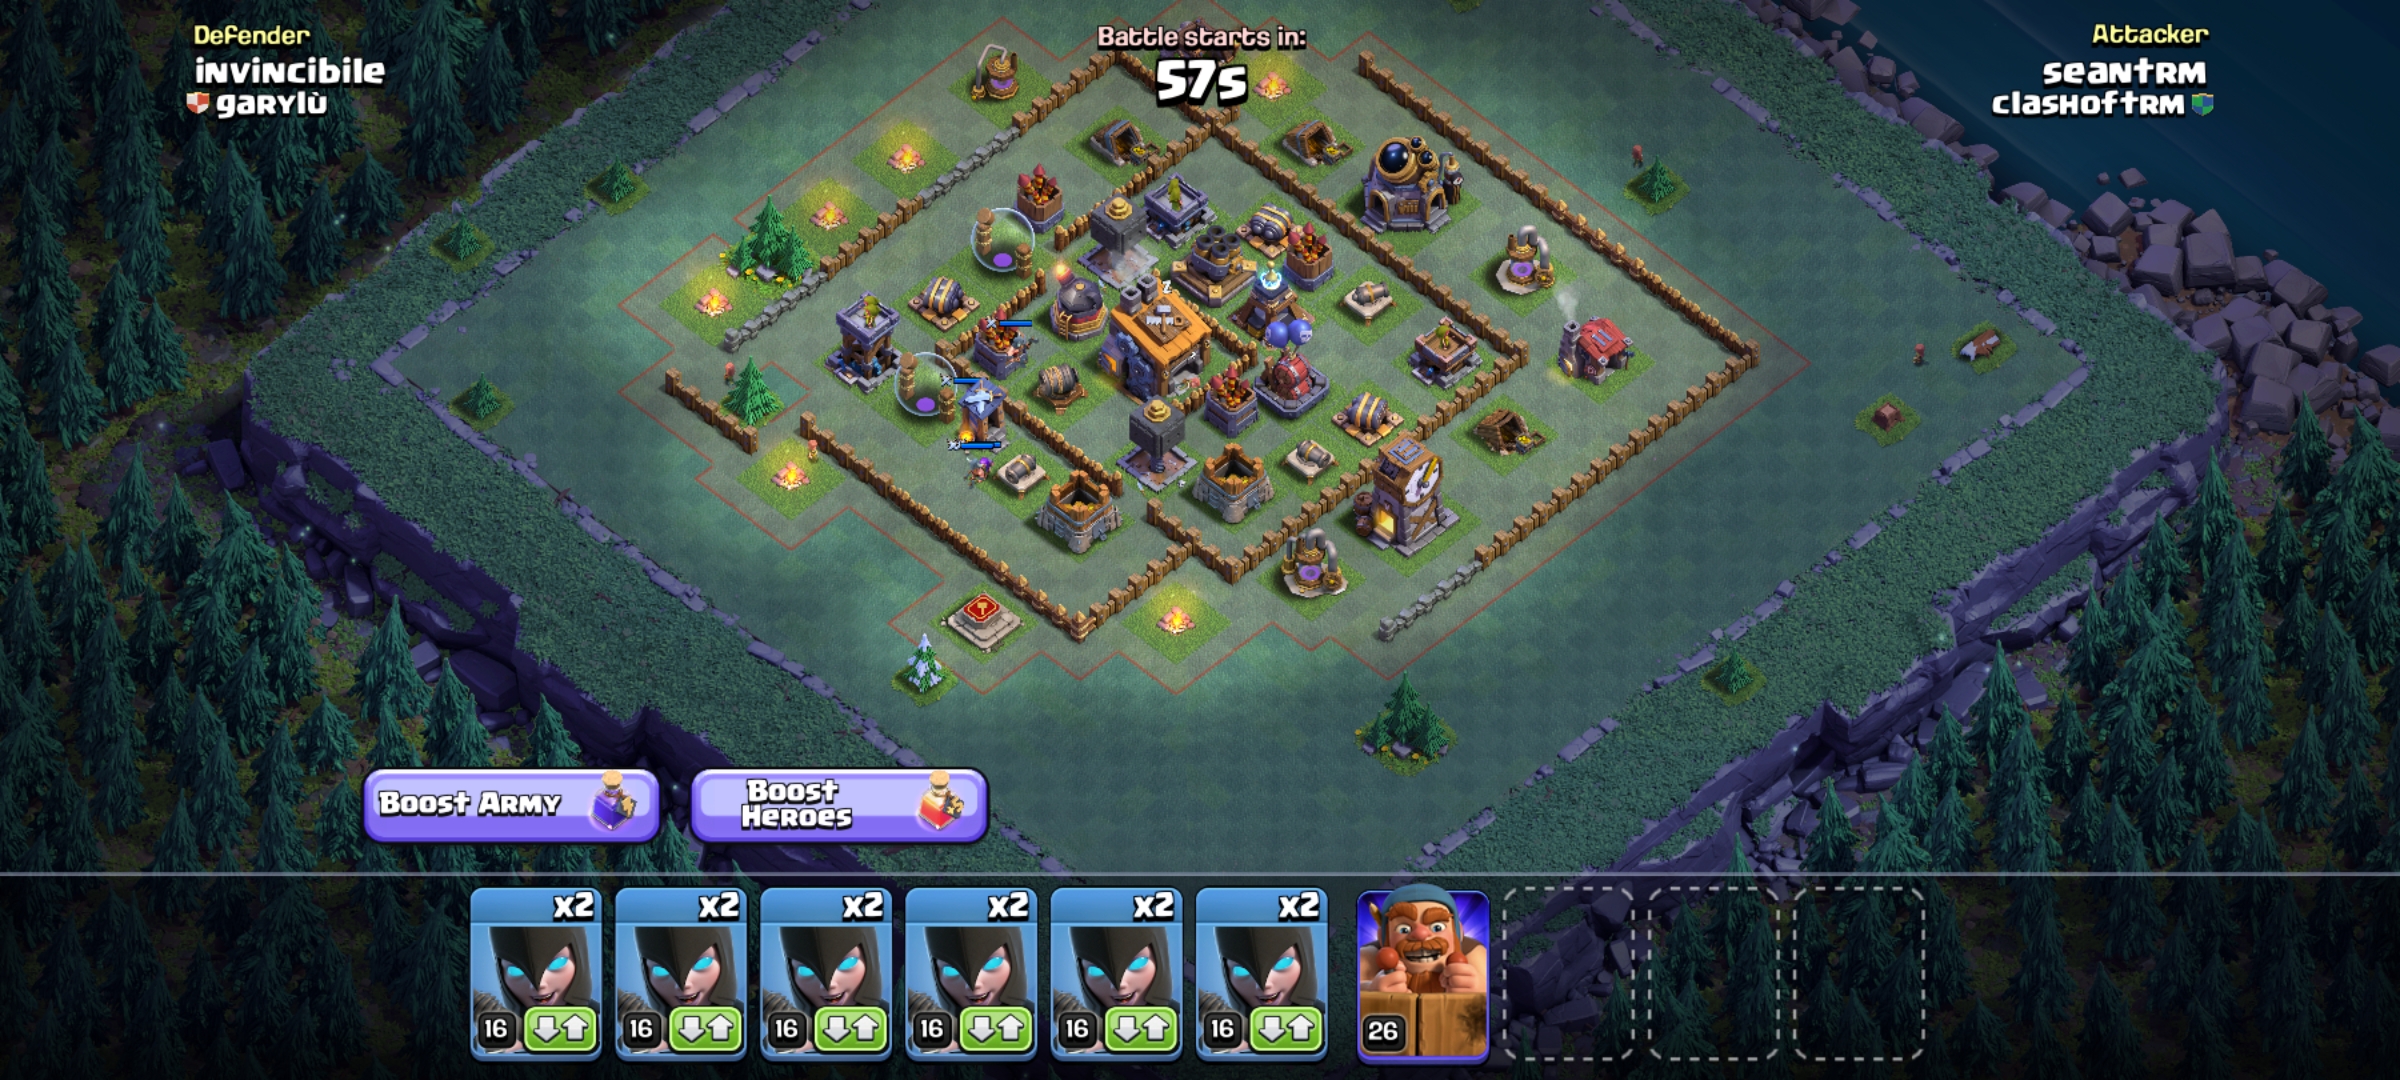 Defender
invincibile
garylù
Battle starts in:
57s
Attacker
seantRM
clashoftRM
Boost Army
Boost
Heroes
x2
x2
x2
x2
x2
x2
16
16
16
16
16
16
26